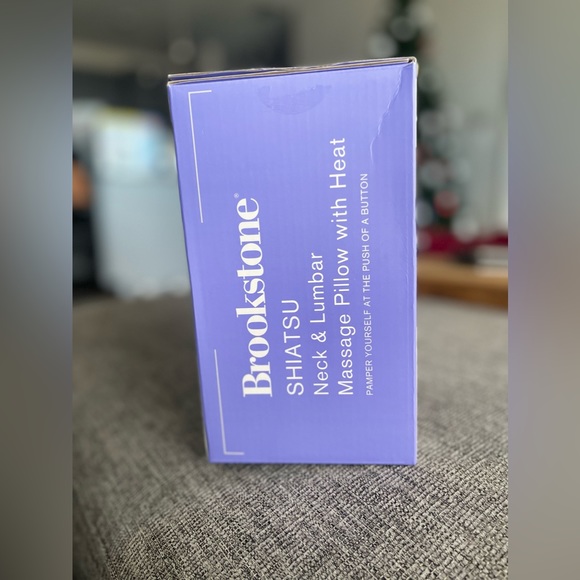 Brookstone®
SHIATSU
Neck & Lumbar
Massage Pillow with Heat
PAMPER YOURSELF AT THE PUSH OF A BUTTON